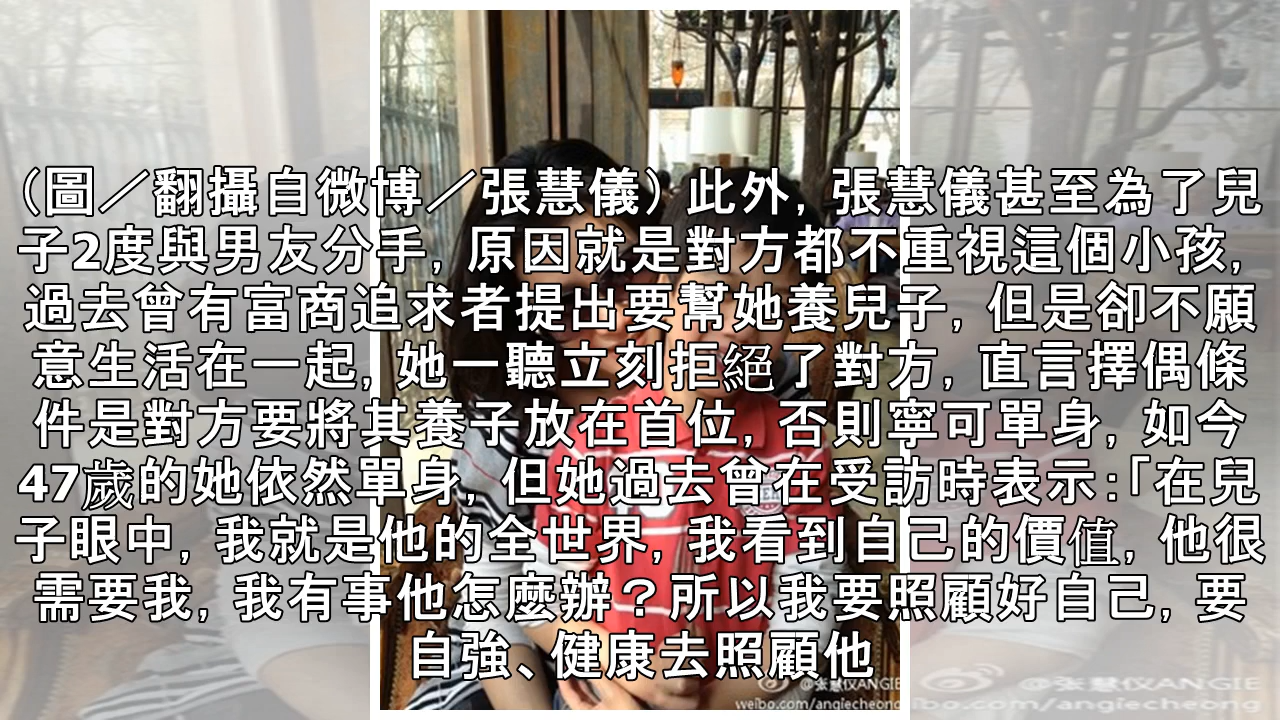 (圖／翻攝自微博／張慧儀) 此外, 張慧儀甚至為了兒
子2度與男友分手, 原因就是對方都不重視這個小孩,
過去曾有富商追求者提出要幫她養兒子, 但是卻不願
意生活在一起, 她一聽立刻拒絕了對方, 直言擇偶條
件是對方要將其養子放在首位, 否則寧可單身, 如今
47歲的她依然單身, 但她過去曾在受訪時表示:「在兒
子眼中, 我就是他的全世界, 我看到自己的價值, 他很
需要我, 我有事他怎麼辦？所以我要照顧好自己, 要
自強、健康去照顧他
@张慧仪ANGIE
weibo.com/angiecheong
@张慧仪ANGIE
weibo.com/angiecheong